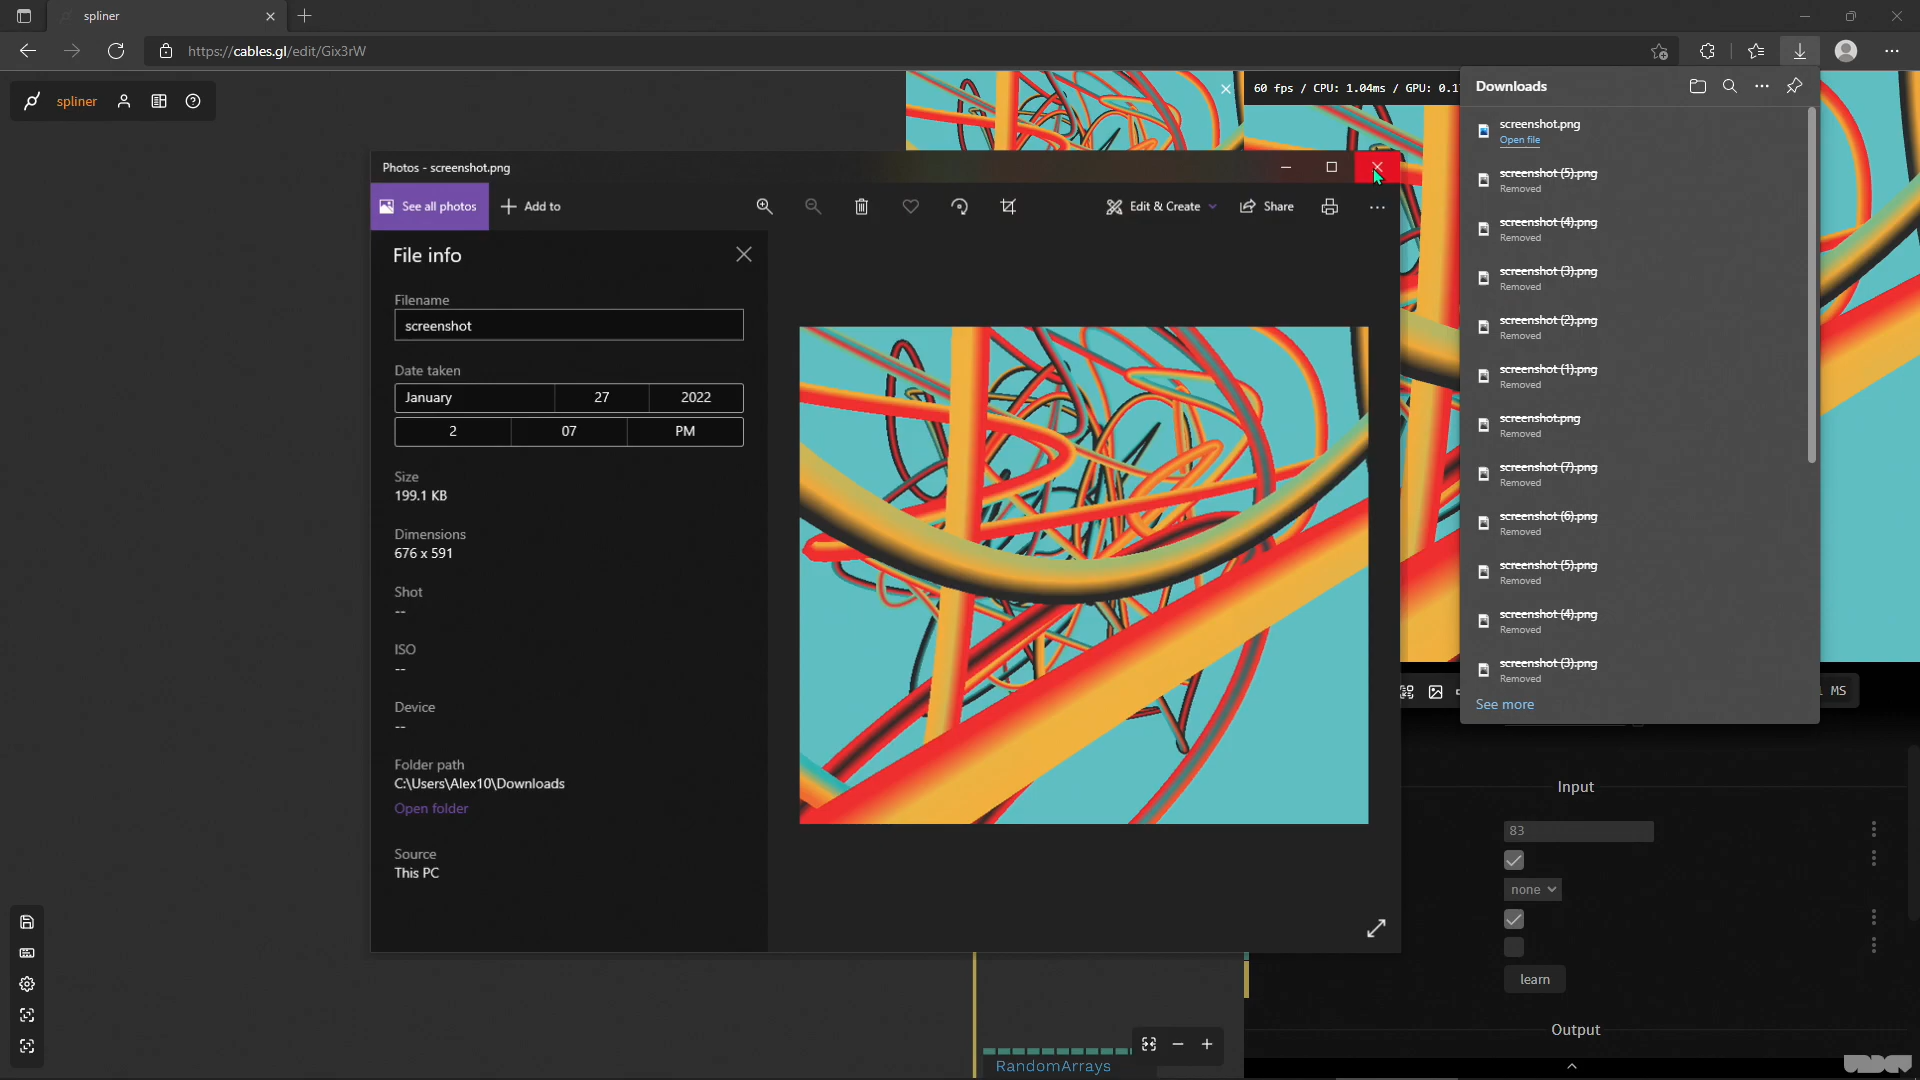 spliner
https://cables.gl/edit/Gix3rW
spliner
60 fps / CPU: 1.04ms / GPU: 0.1
Downloads
screenshot.png
Open file
screenshot (5).png
Removed
screenshot (4).png
Removed
screenshot (3).png
Removed
screenshot (2).png
Removed
screenshot (1).png
Removed
screenshot.png
Removed
screenshot (7).png
Removed
screenshot (6).png
Removed
screenshot (5).png
Removed
screenshot (4).png
Removed
screenshot (3).png
Removed
See more
Photos - screenshot.png
See all photos
Add to
Edit & Create
Share
File info
Filename
screenshot
Date taken
January 27 2022
2 07 PM
Size
199.1 KB
Dimensions
676 x 591
Shot
--
ISO
--
Device
--
Folder path
C:\Users\Alex10\Downloads
Open folder
Source
This PC
MS
Input
83
none
learn
Output
RandomArrays